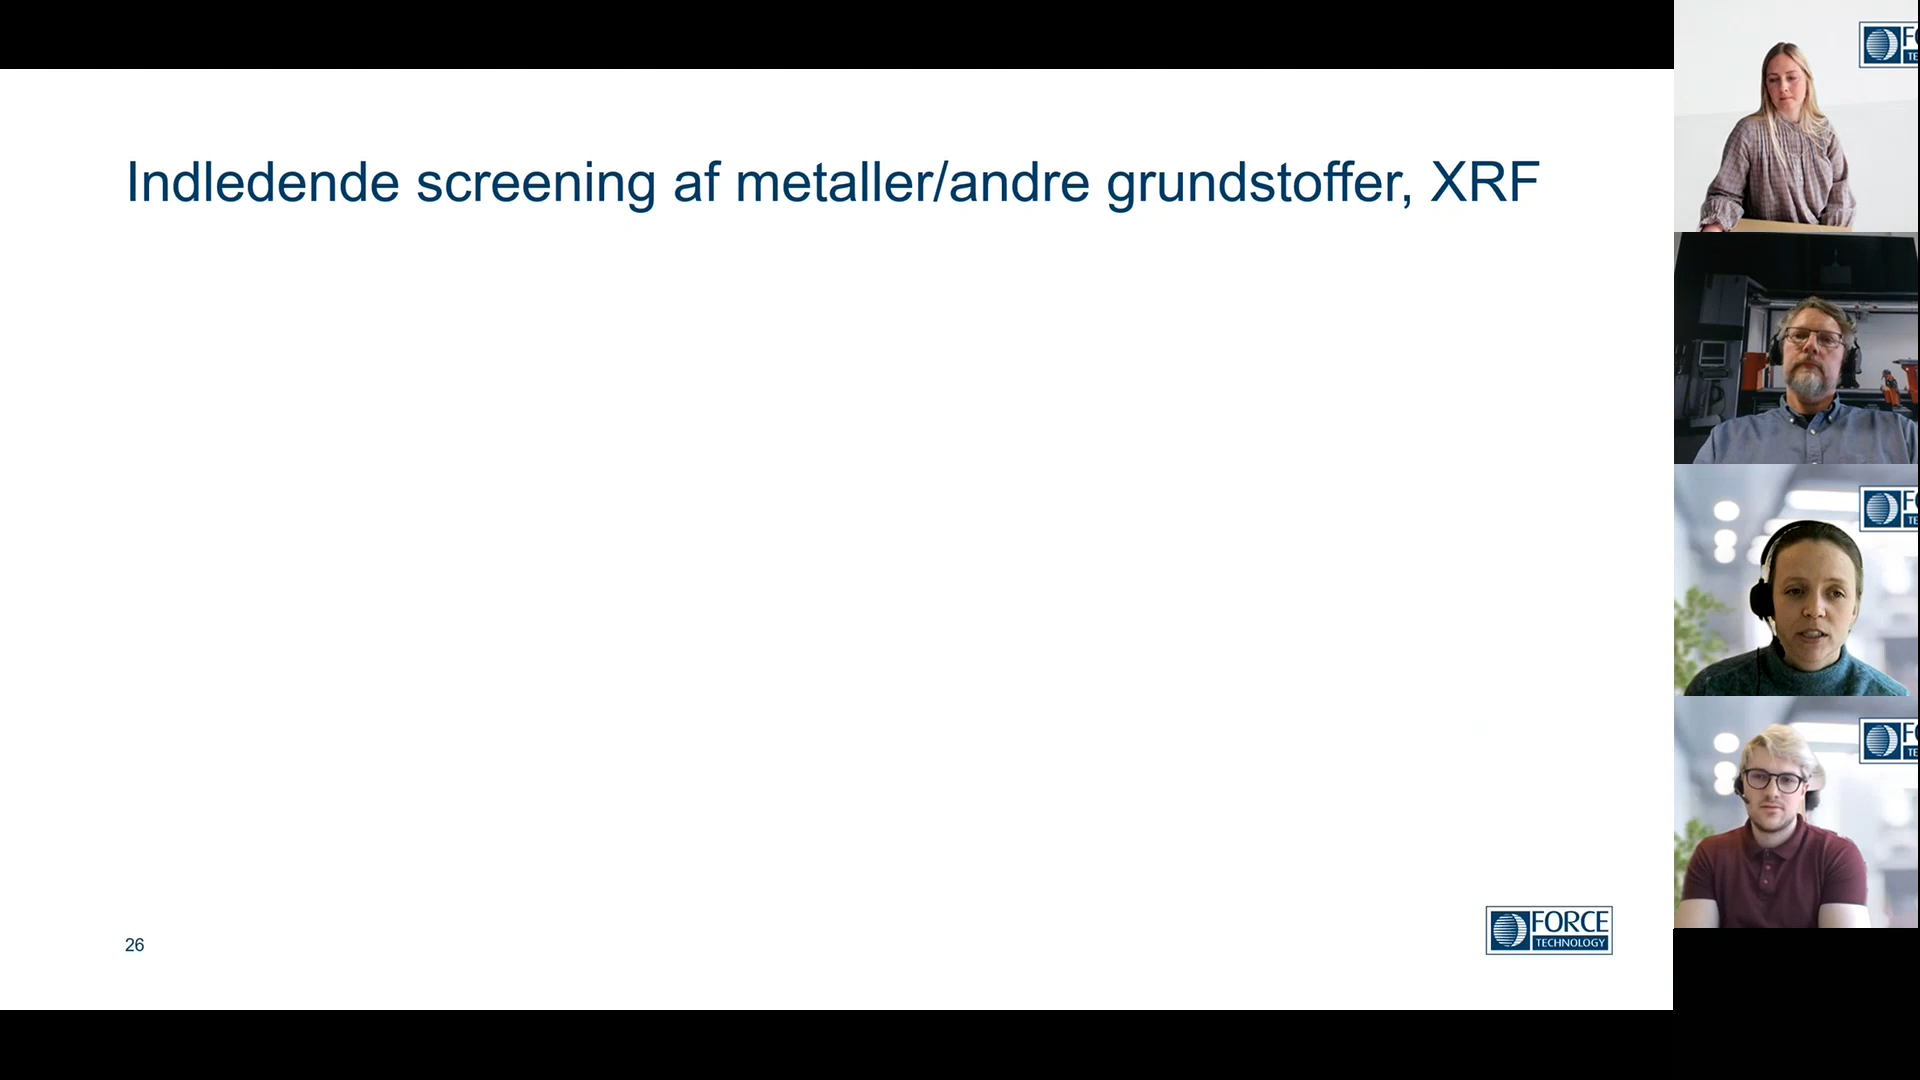 Indledende screening af metaller/andre grundstoffer, XRF
26
FORCE
TECHNOLOGY